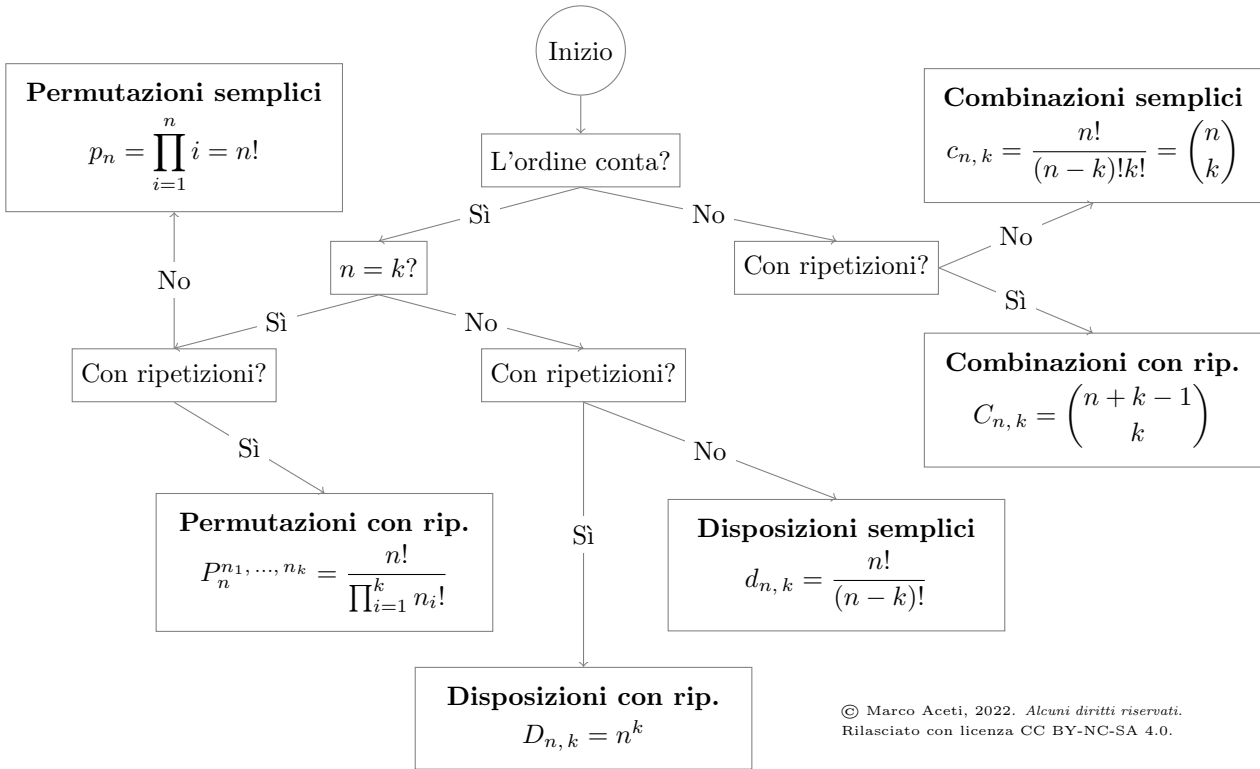 Inizio
Permutazioni semplici
p_n = ∏_{i=1}^{n} i = n!
L'ordine conta?
Combinazioni semplici
c_{n, k} = n! / (n − k)!k! = (n k)
Sì
No
n = k?
Con ripetizioni?
No
Sì
No
Sì
No
Con ripetizioni?
Con ripetizioni?
Combinazioni con rip.
C_{n, k} = (n + k − 1 k)
Sì
No
Sì
Permutazioni con rip.
P_n^{n_1, ..., n_k} = n! / ∏_{i=1}^{k} n_i!
Disposizioni semplici
d_{n, k} = n! / (n − k)!
Disposizioni con rip.
D_{n, k} = n^k
© Marco Aceti, 2022. Alcuni diritti riservati.
Rilasciato con licenza CC BY-NC-SA 4.0.